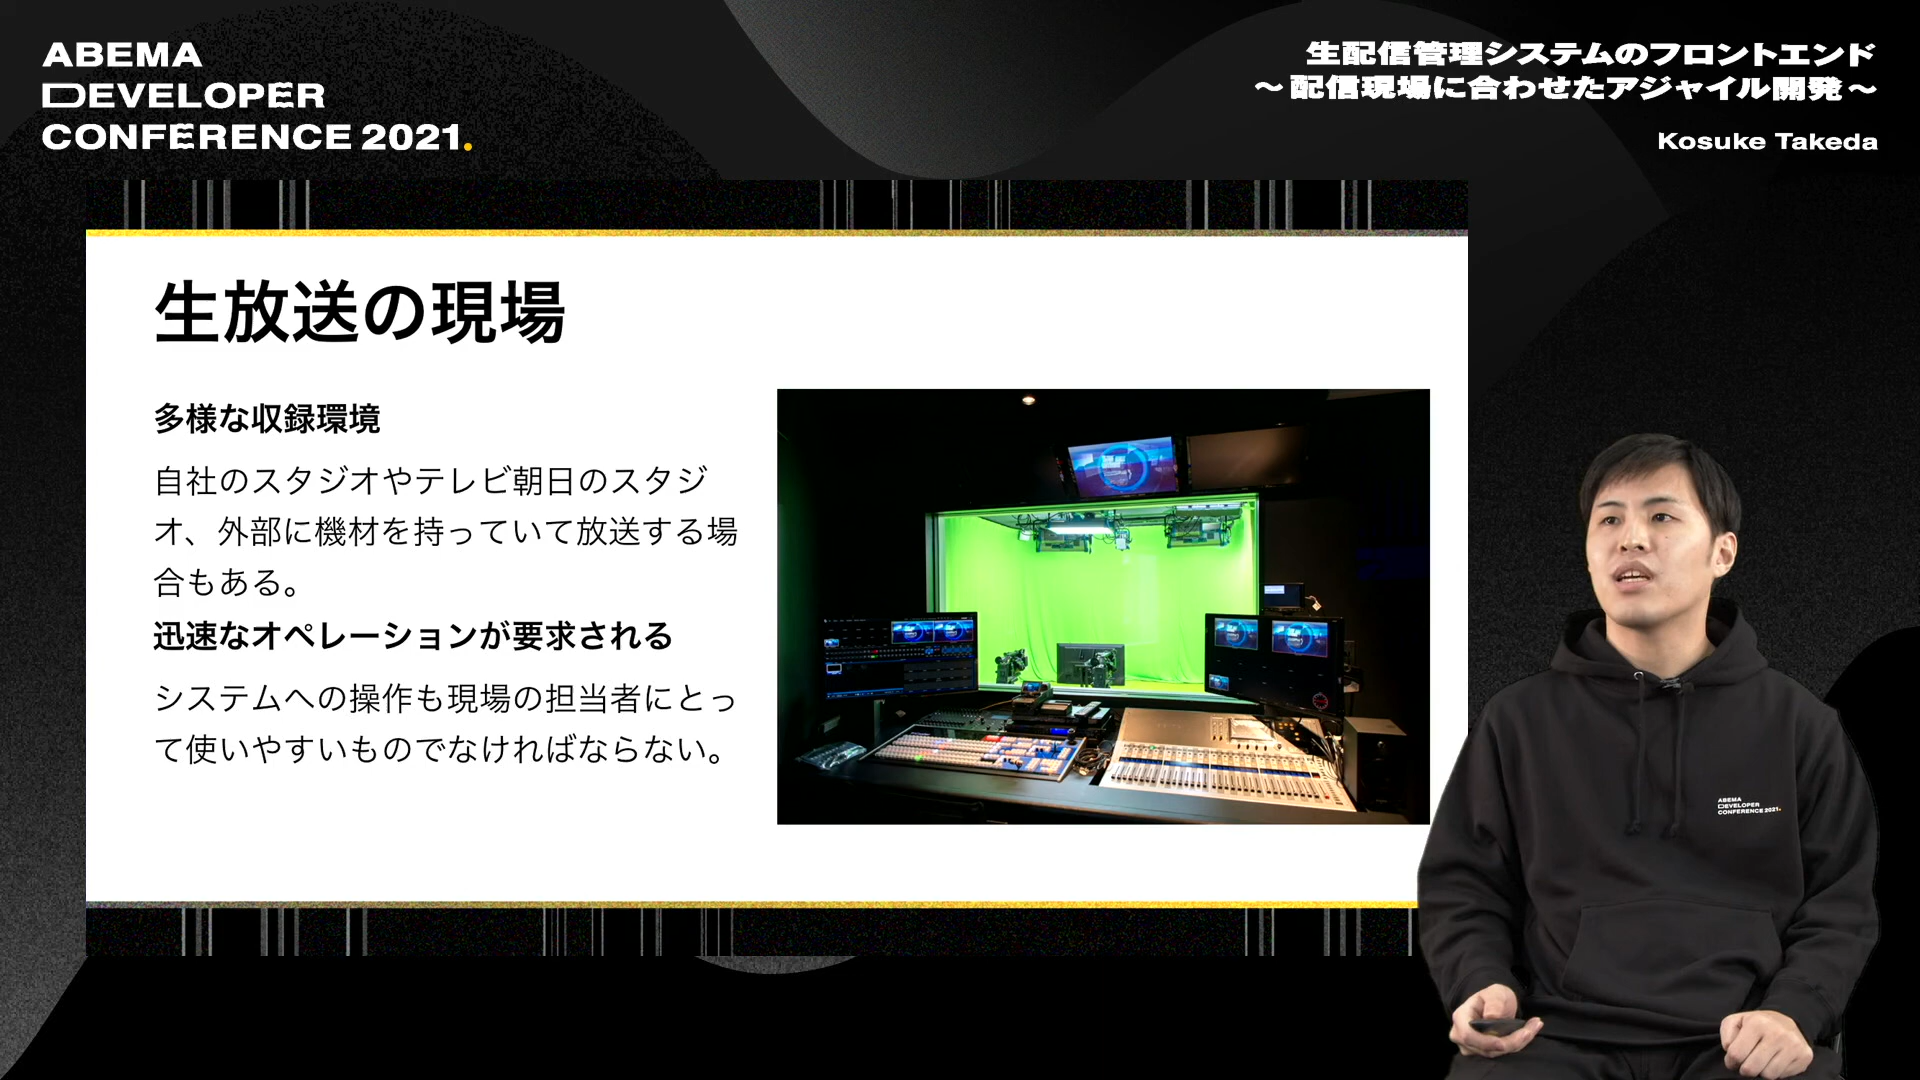 ABEMA
DEVELOPER
CONFERENCE 2021.
生配信管理システムのフロントエンド
〜配信現場に合わせたアジャイル開発〜
Kosuke Takeda
生放送の現場
多様な収録環境
自社のスタジオやテレビ朝日のスタジ
オ、外部に機材を持っていて放送する場
合もある。
迅速なオペレーションが要求される
システムへの操作も現場の担当者にとっ
て使いやすいものでなければならない。
ABEMA
DEVELOPER
CONFERENCE 2021.